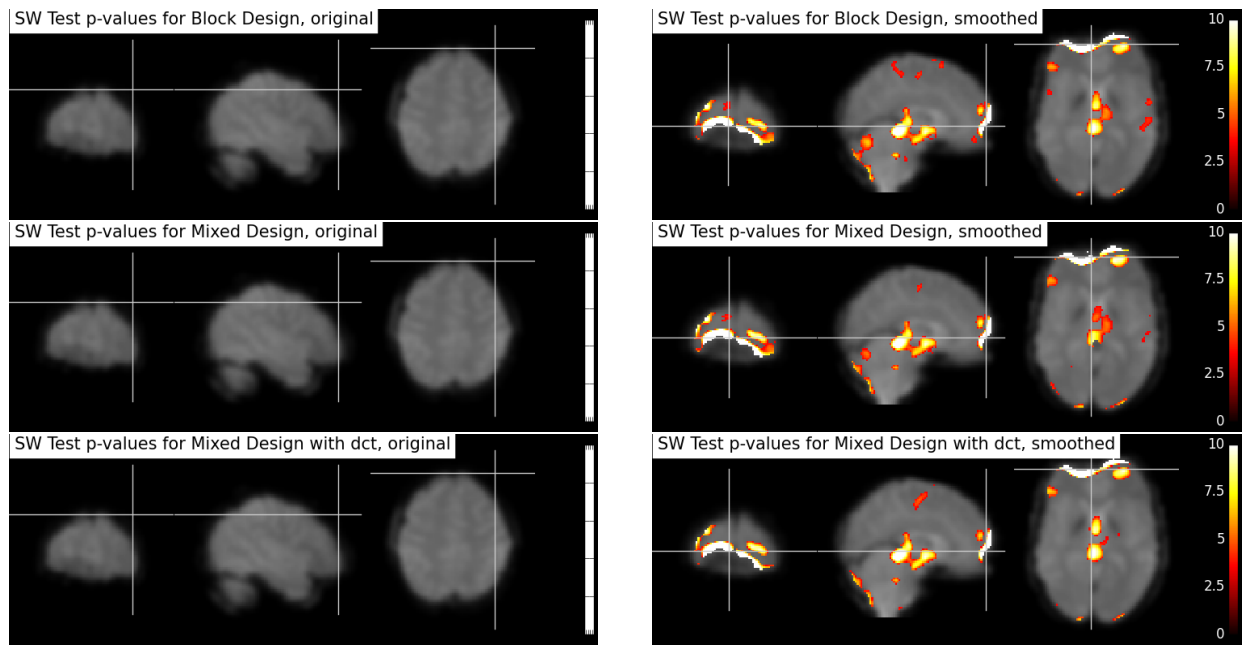 SW Test p-values for Block Design, original
SW Test p-values for Block Design, smoothed
10
7.5
5
2.5
0
SW Test p-values for Mixed Design, original
SW Test p-values for Mixed Design, smoothed
10
7.5
5
2.5
0
SW Test p-values for Mixed Design with dct, original
SW Test p-values for Mixed Design with dct, smoothed
10
7.5
5
2.5
0